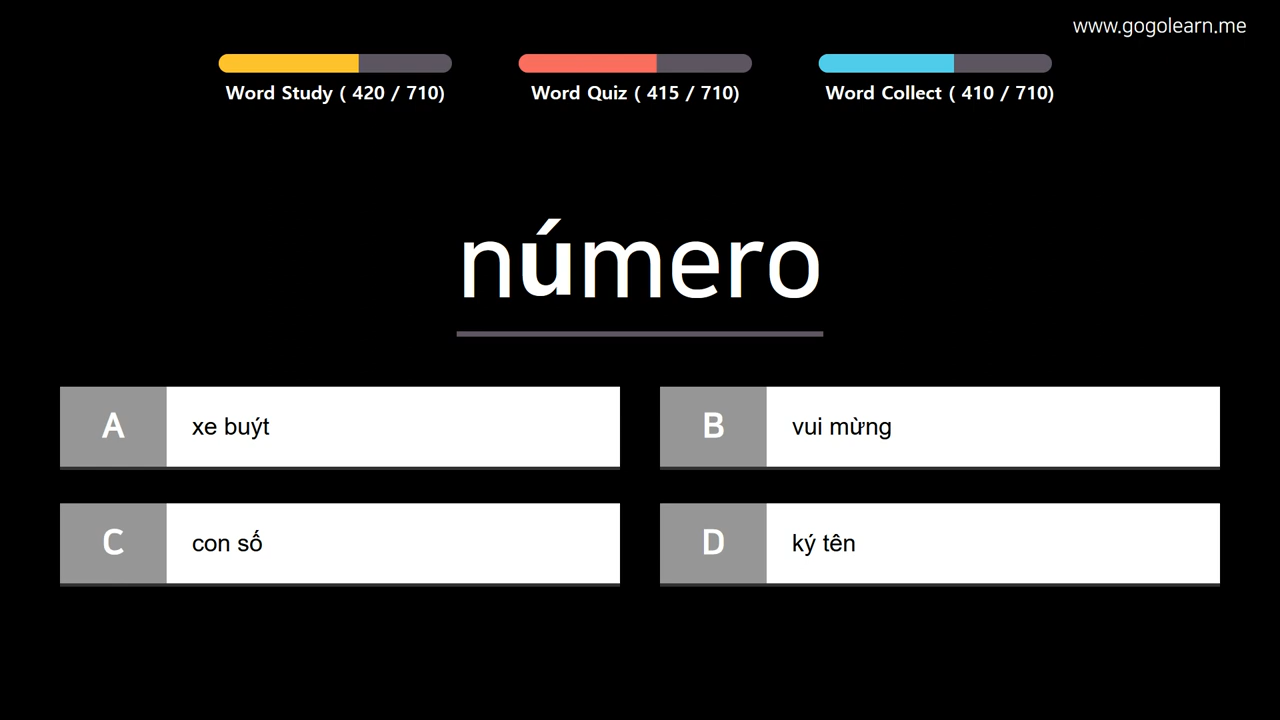 www.gogolearn.me
Word Study ( 420 / 710)
Word Quiz ( 415 / 710)
Word Collect ( 410 / 710)
número
A xe buýt
B vui mừng
C con số
D ký tên